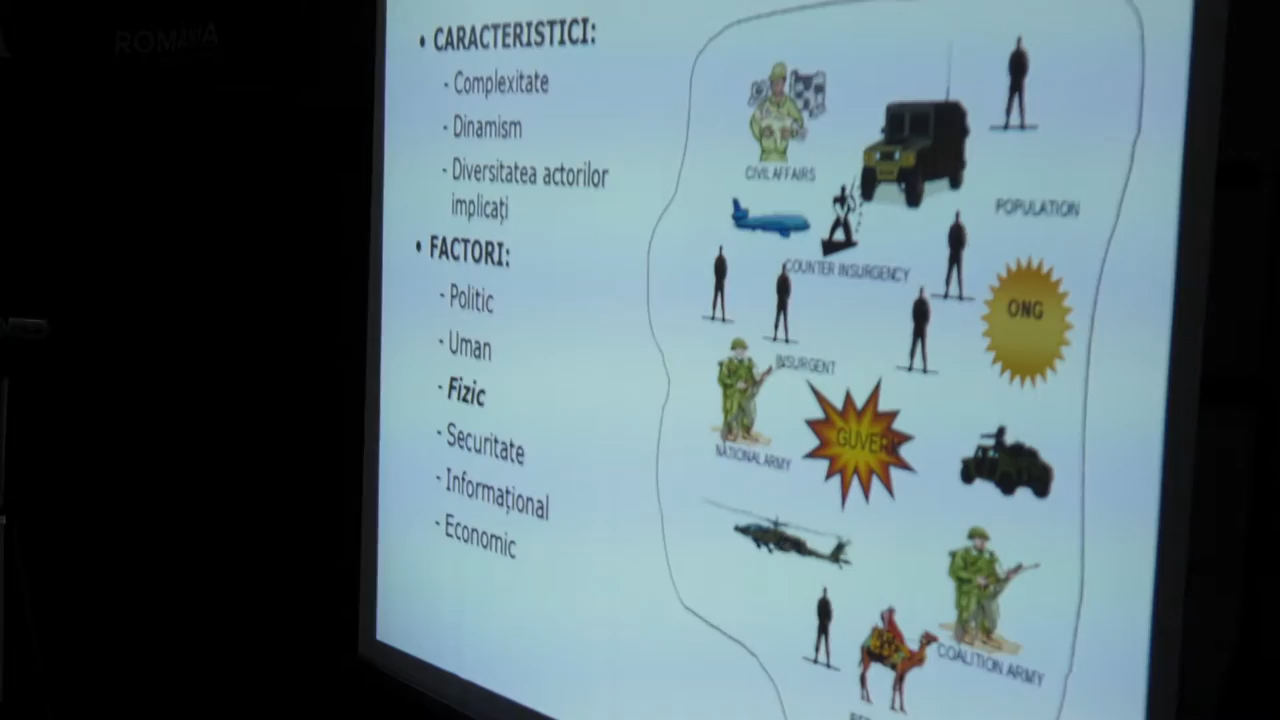 ROMÂNIA
• CARACTERISTICI:
- Complexitate
- Dinamism
- Diversitatea actorilor
implicați
• FACTORI:
- Politic
- Uman
- Fizic
- Securitate
- Informațional
- Economic
CIVIL AFFAIRS
POPULATION
COUNTER INSURGENCY
ONG
INSURGENT
GUVERN
NATIONAL ARMY
COALITION ARMY